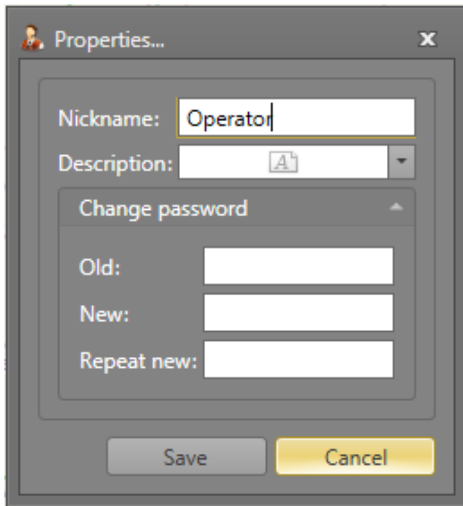 Properties...
Nickname: Operator
Description: A
Change password
Old:
New:
Repeat new:
Save Cancel